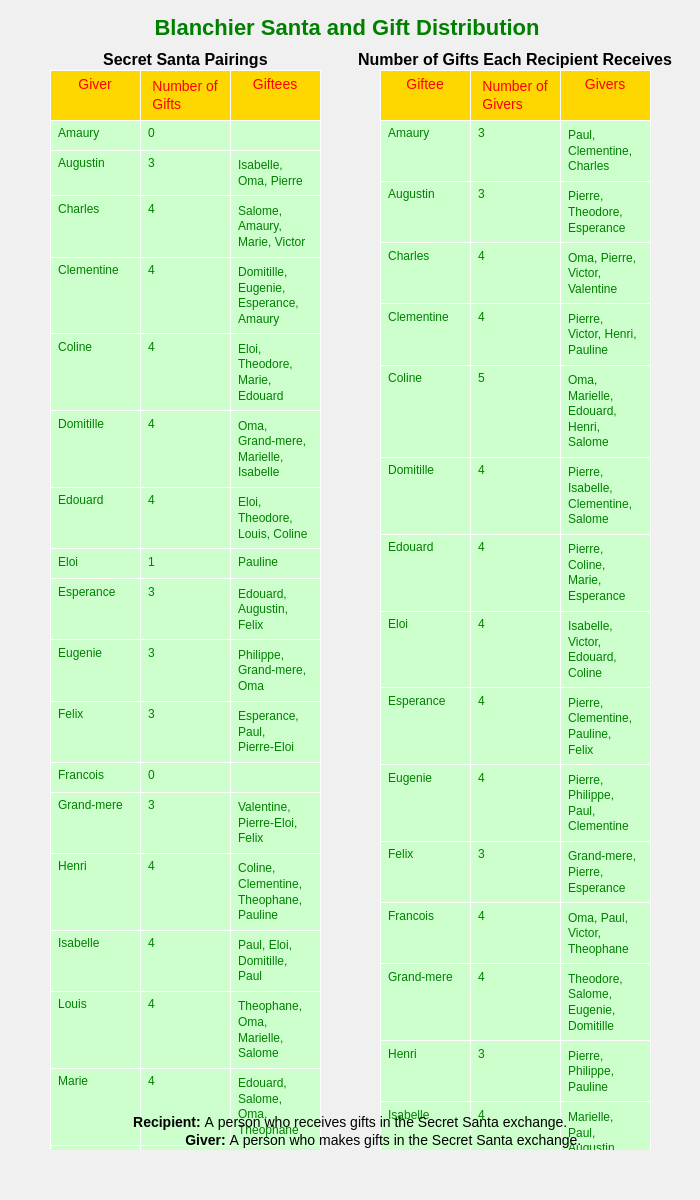 Blanchier Santa and Gift Distribution
Secret Santa Pairings
Giver
Number of
Gifts
Giftees
Amaury 0
Augustin 3 Isabelle,
Oma, Pierre
Charles 4 Salome,
Amaury,
Marie, Victor
Clementine 4 Domitille,
Eugenie,
Esperance,
Amaury
Coline 4 Eloi,
Theodore,
Marie,
Edouard
Domitille 4 Oma,
Grand-mere,
Marielle,
Isabelle
Edouard 4 Eloi,
Theodore,
Louis, Coline
Eloi 1 Pauline
Esperance 3 Edouard,
Augustin,
Felix
Eugenie 3 Philippe,
Grand-mere,
Oma
Felix 3 Esperance,
Paul,
Pierre-Eloi
Francois 0
Grand-mere 3 Valentine,
Pierre-Eloi,
Felix
Henri 4 Coline,
Clementine,
Theophane,
Pauline
Isabelle 4 Paul, Eloi,
Domitille,
Paul
Louis 4 Theophane,
Oma,
Marielle,
Salome
Marie 4 Edouard,
Salome,
Oma,
Theophane
Number of Gifts Each Recipient Receives
Giftee
Number of
Givers
Givers
Amaury 3 Paul,
Clementine,
Charles
Augustin 3 Pierre,
Theodore,
Esperance
Charles 4 Oma, Pierre,
Victor,
Valentine
Clementine 4 Pierre,
Victor, Henri,
Pauline
Coline 5 Oma,
Marielle,
Edouard,
Henri,
Salome
Domitille 4 Pierre,
Isabelle,
Clementine,
Salome
Edouard 4 Pierre,
Coline,
Marie,
Esperance
Eloi 4 Isabelle,
Victor,
Edouard,
Coline
Esperance 4 Pierre,
Clementine,
Pauline,
Felix
Eugenie 4 Pierre,
Philippe,
Paul,
Clementine
Felix 3 Grand-mere,
Pierre,
Esperance
Francois 4 Oma, Paul,
Victor,
Theophane
Grand-mere 4 Theodore,
Salome,
Eugenie,
Domitille
Henri 3 Pierre,
Philippe,
Pauline
Isabelle 4 Marielle,
Paul,
Augustin,
Recipient: A person who receives gifts in the Secret Santa exchange.
Giver: A person who makes gifts in the Secret Santa exchange.